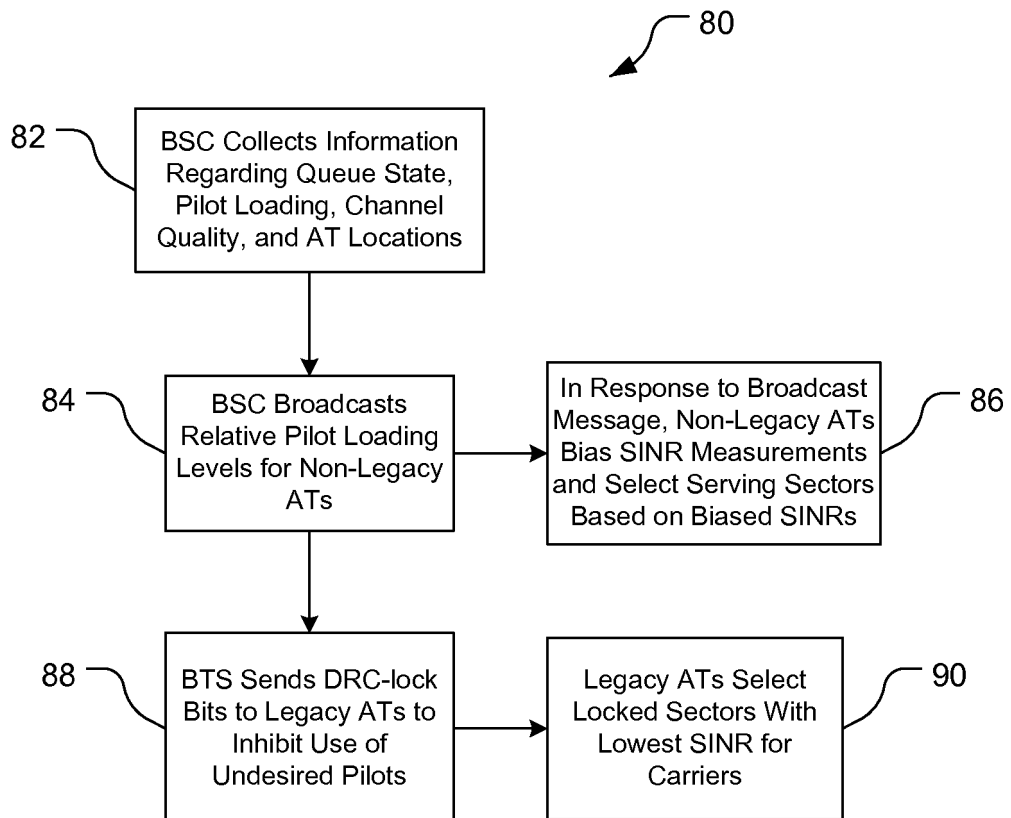 80
82
BSC Collects Information
Regarding Queue State,
Pilot Loading, Channel
Quality, and AT Locations
84
BSC Broadcasts
Relative Pilot Loading
Levels for Non-Legacy
ATs
In Response to Broadcast
Message, Non-Legacy ATs
Bias SINR Measurements
and Select Serving Sectors
Based on Biased SINRs
86
88
BTS Sends DRC-lock
Bits to Legacy ATs to
Inhibit Use of
Undesired Pilots
Legacy ATs Select
Locked Sectors With
Lowest SINR for
Carriers
90